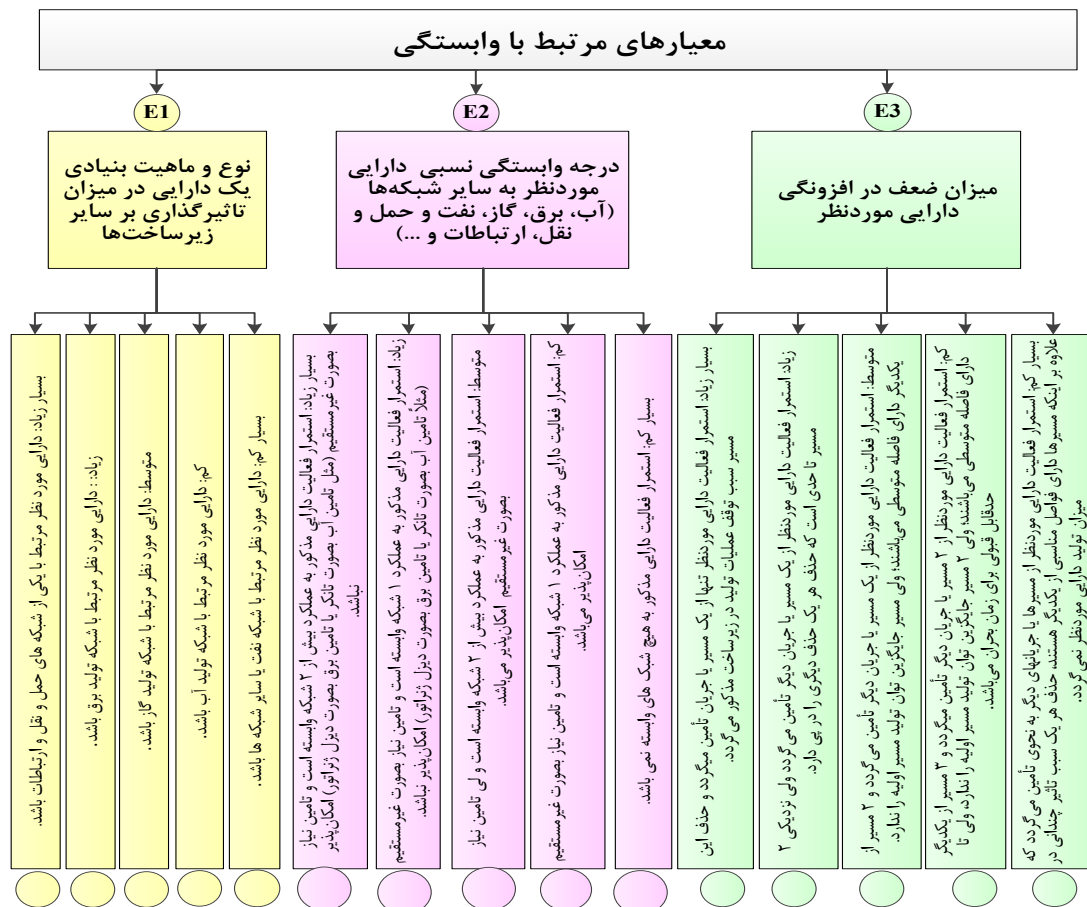 معیارهای مرتبط با وابستگی
E1
نوع و ماهیت بنیادی
یک دارایی در میزان
تاثیرگذاری بر سایر
زیرساخت‌ها
بسیار زیاد: دارایی مورد نظر مرتبط با یکی از شبکه های حمل و نقل و ارتباطات باشد.
زیاد: : دارایی مورد نظر مرتبط با شبکه تولید برق باشد.
متوسط: دارایی مورد نظر مرتبط با شبکه تولید گاز باشد.
کم: دارایی مورد نظر مرتبط با شبکه تولید آب باشد.
بسیار کم: دارایی مورد نظر مرتبط با شبکه نفت یا سایر شبکه ها باشد.
E2
درجه وابستگی نسبی دارایی
موردنظر به سایر شبکه‌ها
(آب، برق، گاز، نفت و حمل و
نقل، ارتباطات و ...)
بسیار زیاد: استمرار فعالیت دارایی مذکور به عملکرد بیش از ۲ شبکه وابسته است و تامین نیاز
بصورت غیرمستقیم (مثل تامین آب بصورت تانکر یا تامین برق بصورت دیزل ژنراتور) امکان‌پذیر
نباشد.
زیاد: استمرار فعالیت دارایی مذکور به عملکرد ۱ شبکه وابسته است و تامین نیاز بصورت غیرمستقیم
(مثلاً تامین آب بصورت تانکر یا تامین برق بصورت دیزل ژنراتور) امکان‌پذیر نباشد.
متوسط: استمرار فعالیت دارایی مذکور به عملکرد بیش از ۲ شبکه وابسته است و لی تامین نیاز
بصورت غیرمستقیم امکان‌پذیر می‌باشد.
کم: استمرار فعالیت دارایی مذکور به عملکرد ۱ شبکه وابسته است و تامین نیاز بصورت غیرمستقیم
امکان‌پذیر می‌باشد.
بسیار کم: استمرار فعالیت دارایی مذکور به هیچ شبکه های وابسته نمی باشد.
E3
میزان ضعف در افزونگی
دارایی موردنظر
بسیار زیاد: استمرار فعالیت دارایی موردنظر تنها از یک مسیر یا جریان تأمین میگردد و حذف این
مسیر سبب توقف عملیات تولید در زیرساخت مذکور می گردد.
زیاد: استمرار فعالیت دارایی موردنظر از یک مسیر یا جریان دیگر تأمین می گردد ولی نزدیکی ۲
مسیر تا حدی است که حذف هر یک حذف دیگری را در پی دارد.
متوسط: استمرار فعالیت دارایی موردنظر از یک مسیر یا جریان دیگر تأمین می گردد و ۲ مسیر از
یکدیگر دارای فاصله متوسطی می‌باشند؛ ولی مسیر جایگزین توان تولید مسیر اولیه را ندارد.
کم: استمرار فعالیت دارایی موردنظر از ۲ مسیر یا جریان دیگر تأمین میگردد و ۳ مسیر از یکدیگر
دارای فاصله متوسطی می‌باشند؛ ولی ۲ مسیر جایگزین توان تولید مسیر اولیه را ندارد، ولی تا
حدقابل قبولی برای زمان بحران می‌باشد.
بسیار کم: استمرار فعالیت دارایی موردنظر از مسیرها یا جریانهای دیگر به نحوی تأمین می‌گردد که
علاوه بر اینکه مسیرها دارای فواصل مناسبی از یکدیگر هستند، حذف هر یک سبب تاثیر چندانی در
میزان تولید دارایی موردنظر نمی گردد.